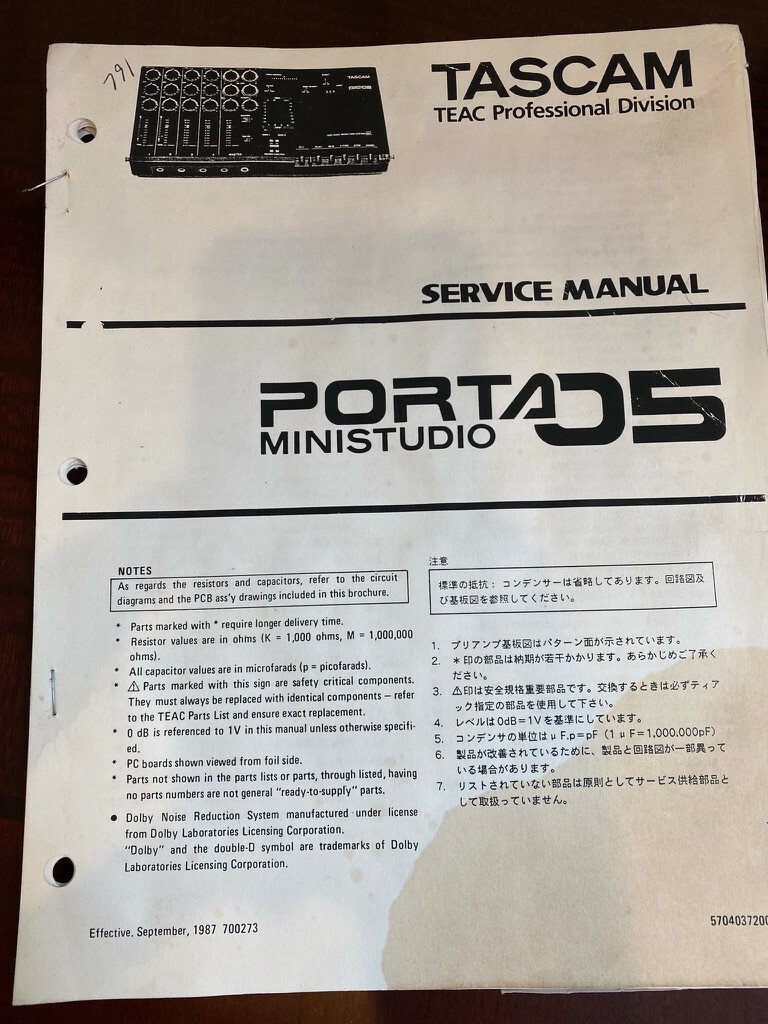 791
TASCAM
TASCAM
TEAC Professional Division
SERVICE MANUAL
PORTA 05
MINISTUDIO
NOTES
As regards the resistors and capacitors, refer to the circuit
diagrams and the PCB ass'y drawings included in this brochure.
* Parts marked with * require longer delivery time.
* Resistor values are in ohms (K = 1,000 ohms, M = 1,000,000
ohms).
* All capacitor values are in microfarads (p = picofarads).
* ⚠ Parts marked with this sign are safety critical components.
They must always be replaced with identical components – refer
to the TEAC Parts List and ensure exact replacement.
* 0 dB is referenced to 1V in this manual unless otherwise specifi-
ed.
* PC boards shown viewed from foil side.
* Parts not shown in the parts lists or parts, through listed, having
no parts numbers are not general "ready-to-supply" parts.
● Dolby Noise Reduction System manufactured under license
from Dolby Laboratories Licensing Corporation.
"Dolby" and the double-D symbol are trademarks of Dolby
Laboratories Licensing Corporation.
注意
標準の抵抗: コンデンサーは省略してあります。回路図及
び基板図を参照してください。
1. プリアンプ基板図はパターン面が示されています。
2. *印の部品は納期が若干かかります。あらかじめご了承く
ださい。
3. ⚠印は安全規格重要部品です。交換するときは必ずティア
ック指定の部品を使用して下さい。
4. レベルは0dB=1Vを基準にしています。
5. コンデンサの単位はμF.p=pF (1μF=1,000,000pF)
6. 製品が改善されているために、製品と回路図が一部異って
いる場合があります。
7. リストされていない部品は原則としてサービス供給部品と
して取扱っていません。
Effective. September, 1987 700273
5704037200